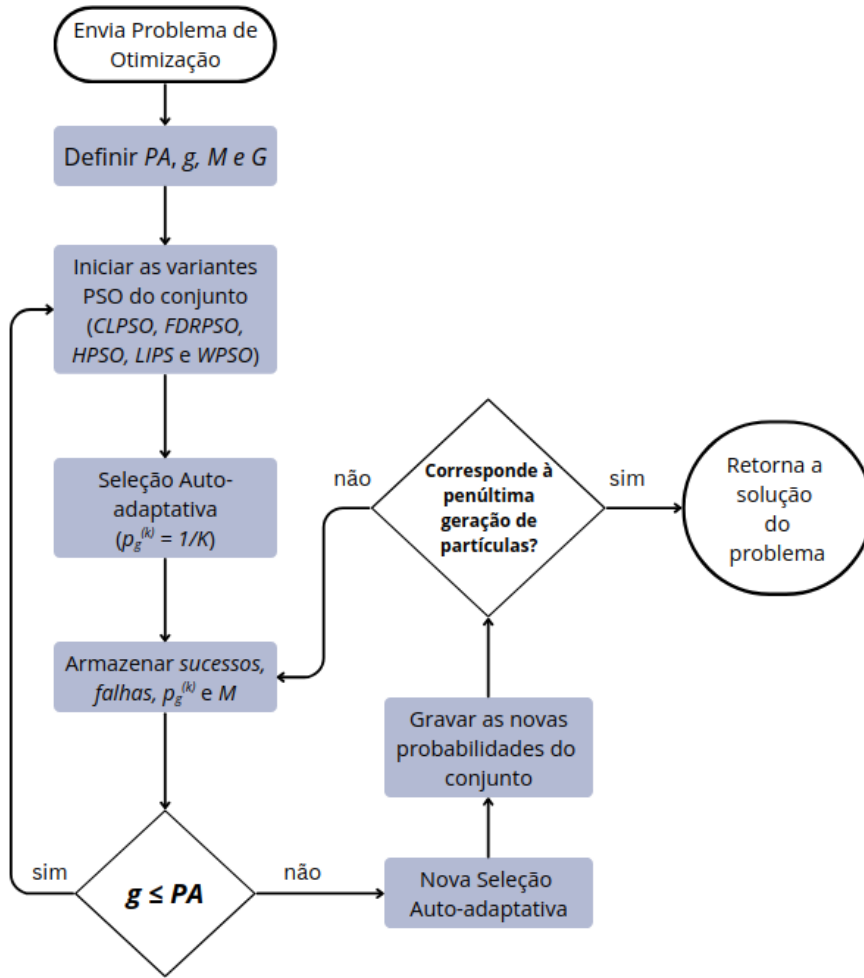 Envia Problema de
Otimização
Definir PA, g, M e G
Iniciar as variantes
PSO do conjunto
(CLPSO, FDRPSO,
HPSO, LIPS e WPSO)
Seleção Auto-
adaptativa
(p_g^(k) = 1/K)
Armazenar sucessos,
falhas, p_g^(k) e M
sim
g ≤ PA
não
Nova Seleção
Auto-adaptativa
Gravar as novas
probabilidades do
conjunto
não
Corresponde à
penúltima
geração de
partículas?
sim
Retorna a
solução
do
problema